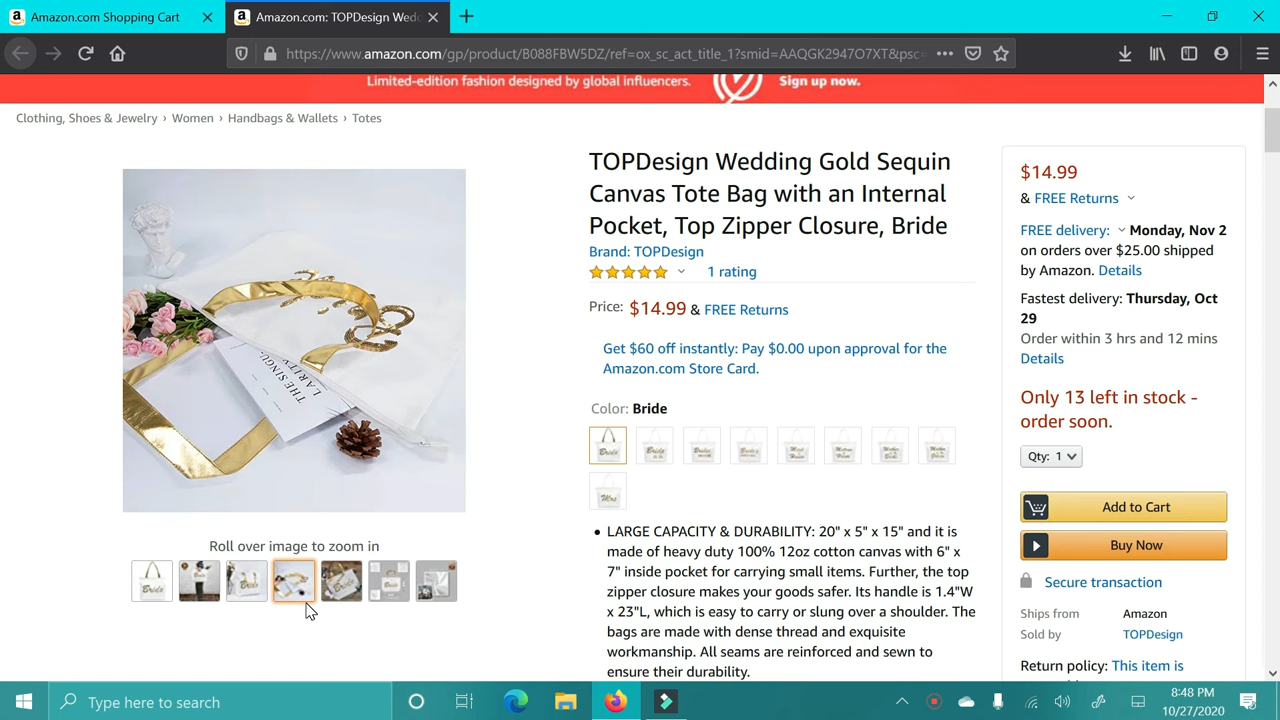 Amazon.com Shopping Cart
Amazon.com: TOPDesign Wedd
https://www.amazon.com/gp/product/B088FBW5DZ/ref=ox_sc_act_title_1?smid=AAQGK2947O7XT&psc=
Limited-edition fashion designed by global influencers.
Sign up now.
Clothing, Shoes & Jewelry › Women › Handbags & Wallets › Totes
THE SINGU
LARITY
Roll over image to zoom in
TOPDesign Wedding Gold Sequin
Canvas Tote Bag with an Internal
Pocket, Top Zipper Closure, Bride
Brand: TOPDesign
1 rating
Price: $14.99 & FREE Returns
Get $60 off instantly: Pay $0.00 upon approval for the
Amazon.com Store Card.
Color: Bride
Bride
Mrs
• LARGE CAPACITY & DURABILITY: 20" x 5" x 15" and it is
made of heavy duty 100% 12oz cotton canvas with 6" x
7" inside pocket for carrying small items. Further, the top
zipper closure makes your goods safer. Its handle is 1.4"W
x 23"L, which is easy to carry or slung over a shoulder. The
bags are made with dense thread and exquisite
workmanship. All seams are reinforced and sewn to
ensure their durability.
$14.99
& FREE Returns
FREE delivery: Monday, Nov 2
on orders over $25.00 shipped
by Amazon. Details
Fastest delivery: Thursday, Oct
29
Order within 3 hrs and 12 mins
Details
Only 13 left in stock -
order soon.
Qty: 1
Add to Cart
Buy Now
Secure transaction
Ships from Amazon
Sold by TOPDesign
Return policy: This item is
Type here to search
8:48 PM
10/27/2020